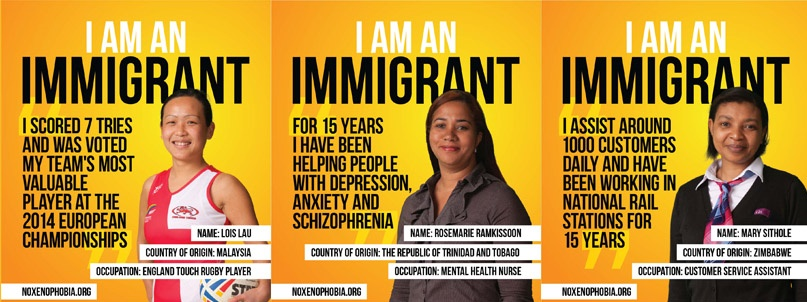 I AM AN
IMMIGRANT
I SCORED 7 TRIES
AND WAS VOTED
MY TEAM'S MOST
VALUABLE
PLAYER AT THE
2014 EUROPEAN
CHAMPIONSHIPS
NAME: LOIS LAU
COUNTRY OF ORIGIN: MALAYSIA
OCCUPATION: ENGLAND TOUCH RUGBY PLAYER
NOXENOPHOBIA.ORG
I AM AN
IMMIGRANT
FOR 15 YEARS
I HAVE BEEN
HELPING PEOPLE
WITH DEPRESSION,
ANXIETY AND
SCHIZOPHRENIA
NAME: ROSEMARIE RAMKISSOON
COUNTRY OF ORIGIN: THE REPUBLIC OF TRINIDAD AND TOBAGO
OCCUPATION: MENTAL HEALTH NURSE
NOXENOPHOBIA.ORG
I AM AN
IMMIGRANT
I ASSIST AROUND
1000 CUSTOMERS
DAILY AND HAVE
BEEN WORKING IN
NATIONAL RAIL
STATIONS FOR
15 YEARS
NAME: MARY SITHOLE
COUNTRY OF ORIGIN: ZIMBABWE
OCCUPATION: CUSTOMER SERVICE ASSISTANT
NOXENOPHOBIA.ORG